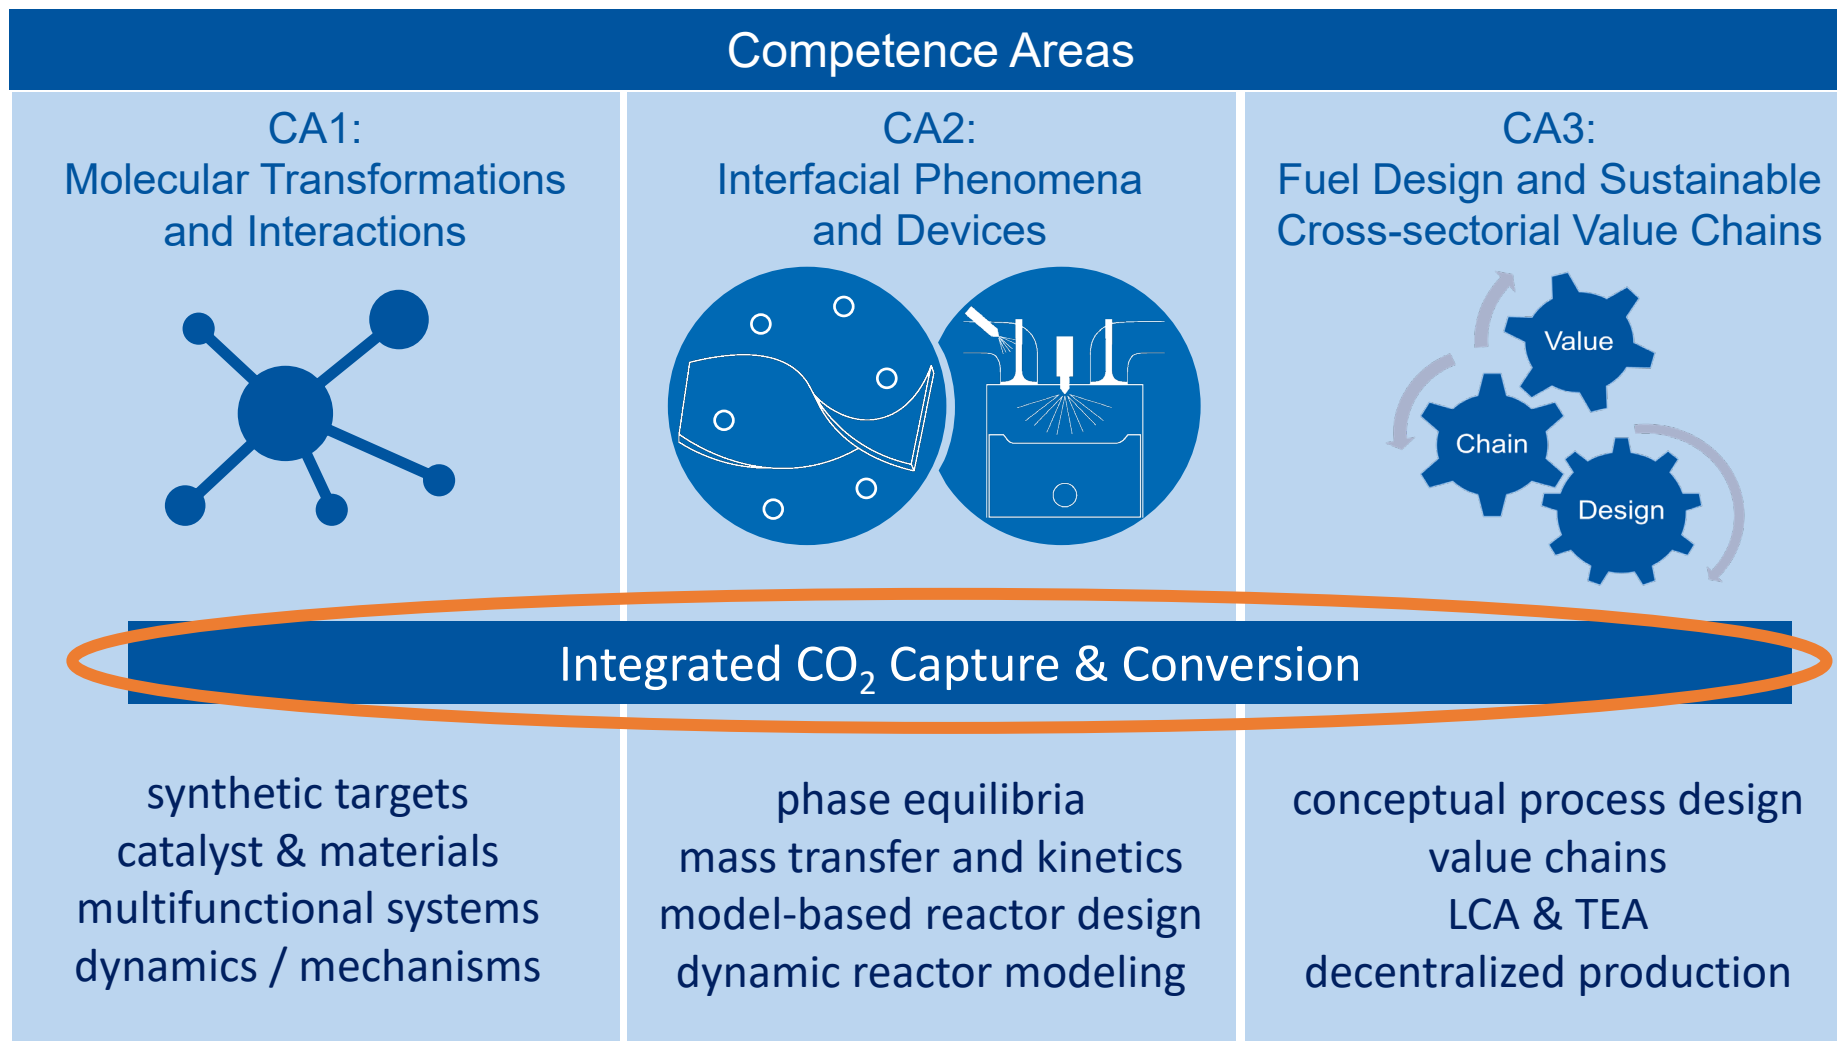 Competence Areas
CA1:
Molecular Transformations
and Interactions
CA2:
Interfacial Phenomena
and Devices
CA3:
Fuel Design and Sustainable
Cross-sectorial Value Chains
Value
Chain
Design
Integrated CO₂ Capture & Conversion
synthetic targets
catalyst & materials
multifunctional systems
dynamics / mechanisms
phase equilibria
mass transfer and kinetics
model-based reactor design
dynamic reactor modeling
conceptual process design
value chains
LCA & TEA
decentralized production